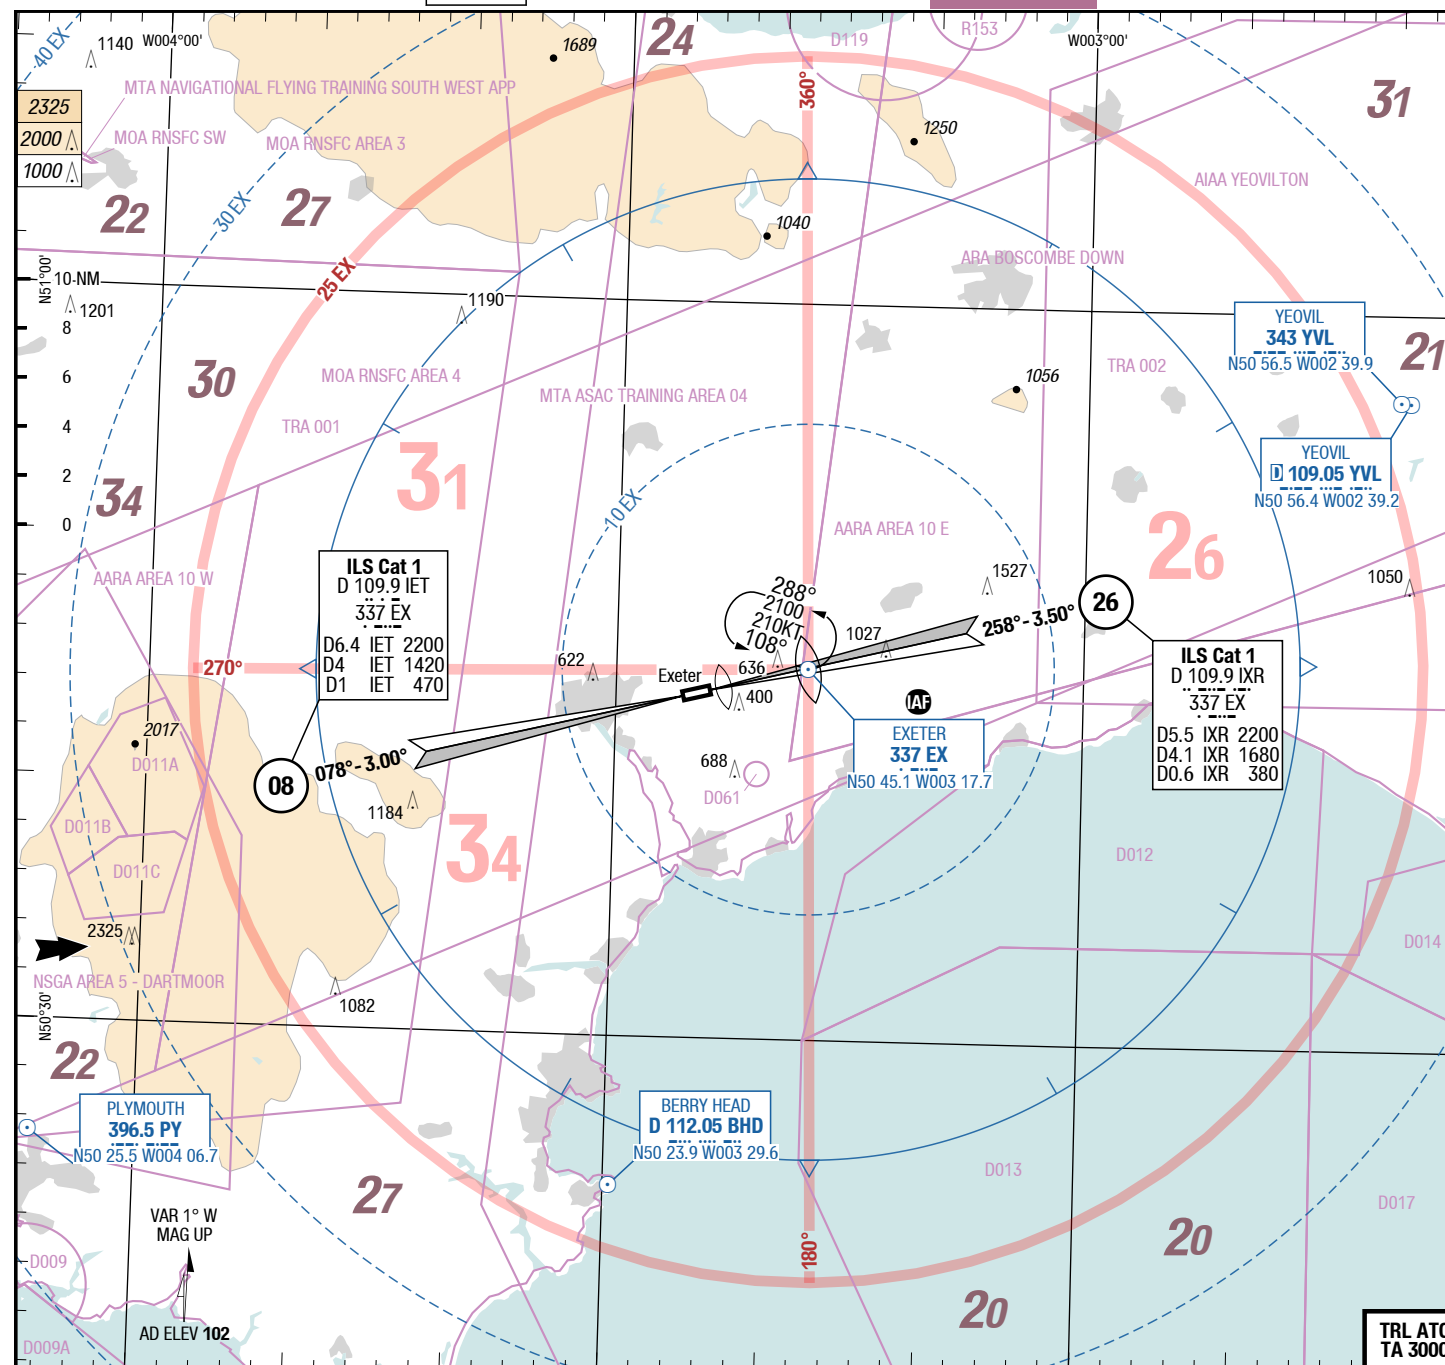 40 EX
1140
W004°00'
1689
24
D119
R153
W003°00'
360°
31
MTA NAVIGATIONAL FLYING TRAINING SOUTH WEST APP
2325
2000
1000
MOA RNSFC SW
MOA RNSFC AREA 3
1250
AIAA YEOVILTON
22
27
30 EX
1040
ARA BOSCOMBE DOWN
N51°00'
10 NM
25 EX
1201
8
6
4
2
0
1190
YEOVIL
343 YVL
N50 56.5 W002 39.9
21
30
MOA RNSFC AREA 4
MTA ASAC TRAINING AREA 04
1056
TRA 002
TRA 001
31
34
YEOVIL
D 109.05 YVL
N50 56.4 W002 39.2
10 EX
AARA AREA 10 E
26
AARA AREA 10 W
ILS Cat 1
D 109.9 IET
337 EX
D6.4 IET 2200
D4 IET 1420
D1 IET 470
288°
2100
210KT
108°
1527
1050
258°- 3.50°
26
1027
270°
622
636
Exeter
400
IAF
ILS Cat 1
D 109.9 IXR
337 EX
D5.5 IXR 2200
D4.1 IXR 1680
D0.6 IXR 380
EXETER
337 EX
N50 45.1 W003 17.7
2017
D011A
078°- 3.00°
08
688
D061
1184
D011B
D011C
34
D012
2325
D014
NSGA AREA 5 - DARTMOOR
1082
N50°30'
22
PLYMOUTH
396.5 PY
N50 25.5 W004 06.7
BERRY HEAD
D 112.05 BHD
N50 23.9 W003 29.6
D013
27
D017
VAR 1° W
MAG UP
180°
20
D009
20
AD ELEV 102
D009A
TRL ATC
TA 3000